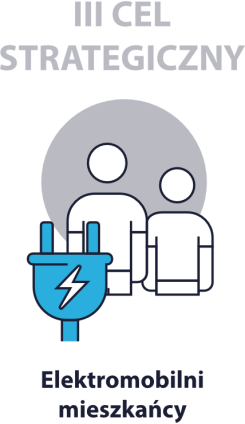 III CEL
STRATEGICZNY
Elektromobilni
mieszkańcy